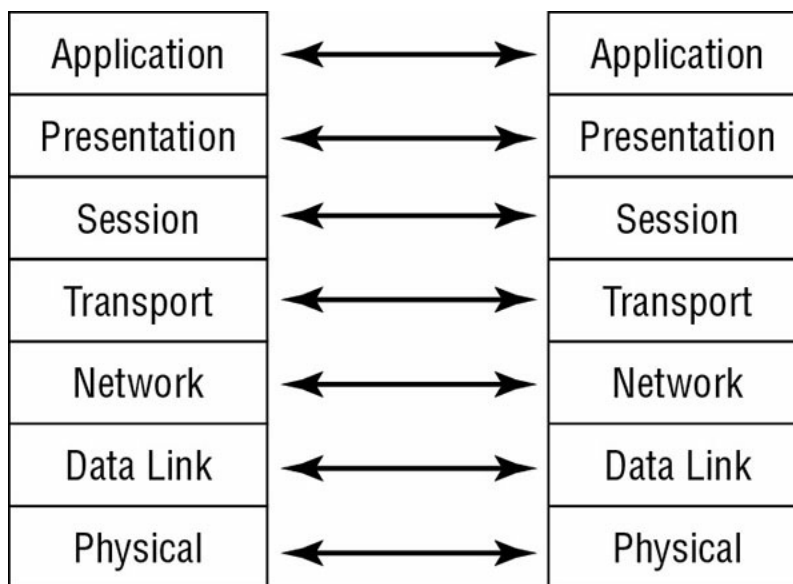 Application Application
Presentation Presentation
Session Session
Transport Transport
Network Network
Data Link Data Link
Physical Physical